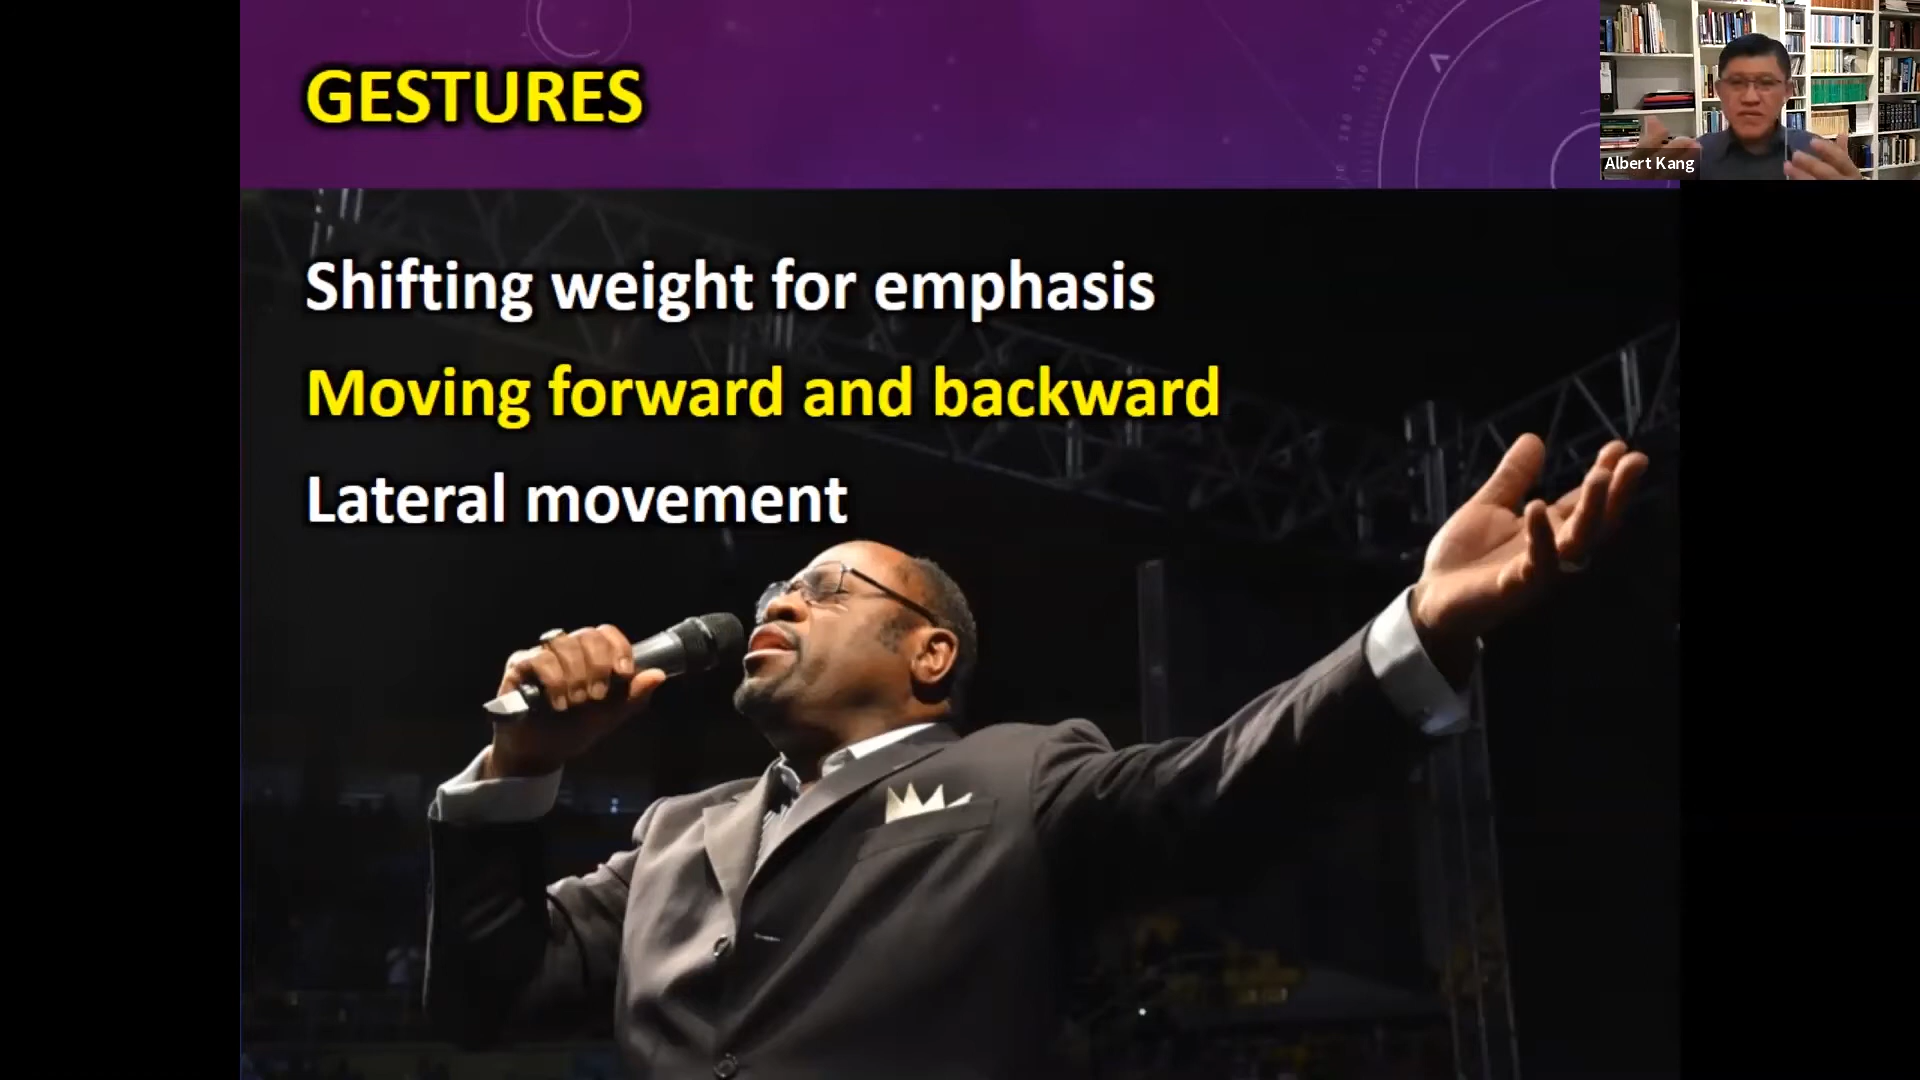 GESTURES
Albert Kang
Shifting weight for emphasis
Moving forward and backward
Lateral movement